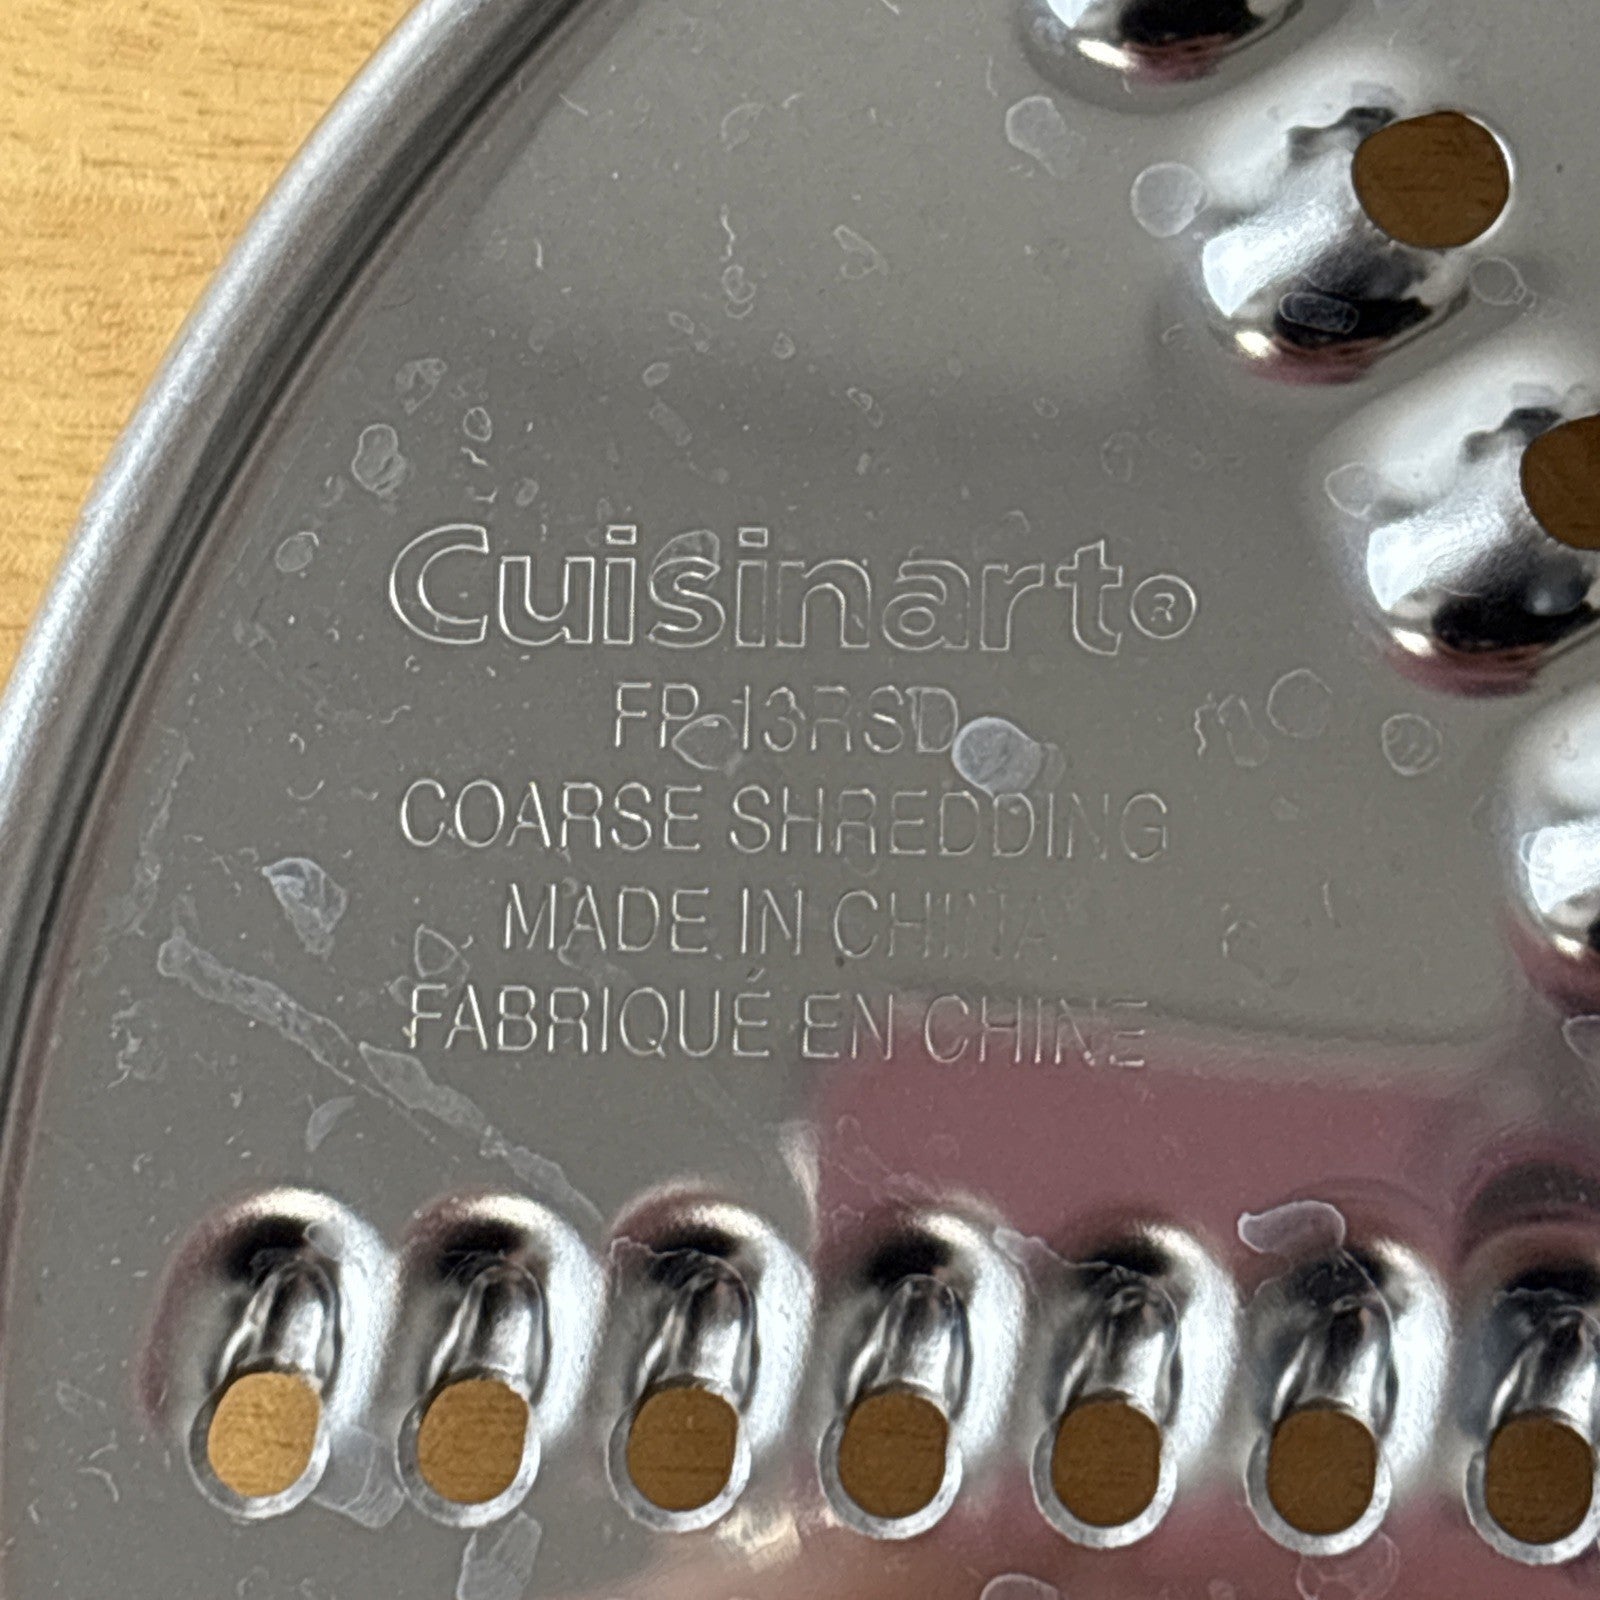 Cuisinart®
FP-13RSD
COARSE SHREDDING
MADE IN CHINA
FABRIQUÉ EN CHINE